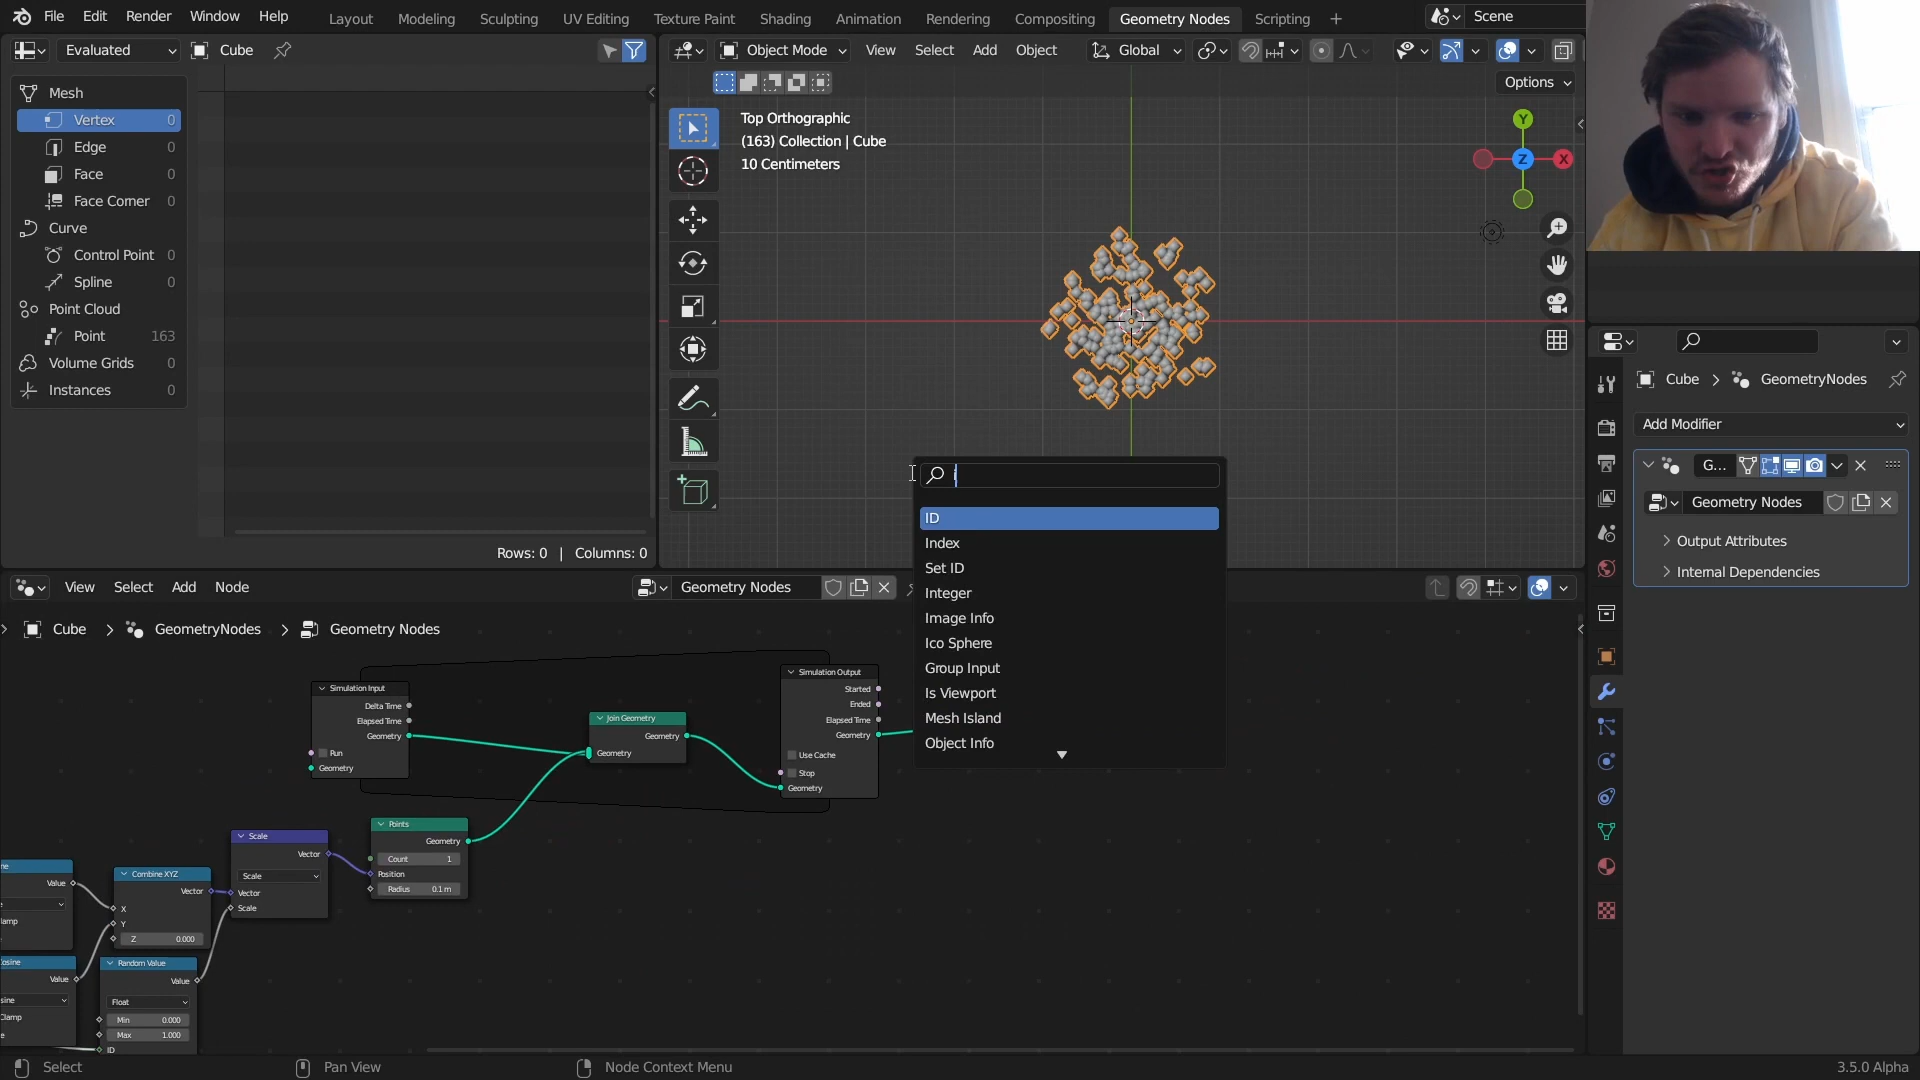 File Edit Render Window Help
Layout Modeling Sculpting UV Editing Texture Paint Shading Animation Rendering Compositing Geometry Nodes Scripting +
Scene
Evaluated Cube
Object Mode View Select Add Object Global
Options
Mesh
Vertex 0
Edge 0
Face 0
Face Corner 0
Curve
Control Point 0
Spline 0
Point Cloud
Point 163
Volume Grids 0
Instances 0
Rows: 0 | Columns: 0
Top Orthographic
(163) Collection | Cube
10 Centimeters
Y
Z
X
i
ID
Index
Set ID
Integer
Image Info
Ico Sphere
Group Input
Is Viewport
Mesh Island
Object Info
Cube > GeometryNodes
Add Modifier
G...
Geometry Nodes
Output Attributes
Internal Dependencies
View Select Add Node
Geometry Nodes
Cube > GeometryNodes > Geometry Nodes
Simulation Input
Delta Time
Elapsed Time
Geometry
Run
Geometry
Join Geometry
Geometry
Geometry
Simulation Output
Started
Ended
Elapsed Time
Geometry
Use Cache
Stop
Geometry
Points
Geometry
Count 1
Position
Radius 0.1 m
Scale
Vector
Scale
Vector
Scale
Combine XYZ
Vector
X
Y
Z 0.000
Random Value
Value
Float
Min 0.000
Max 1.000
ID
Value
Value
Select
Pan View
Node Context Menu
3.5.0 Alpha